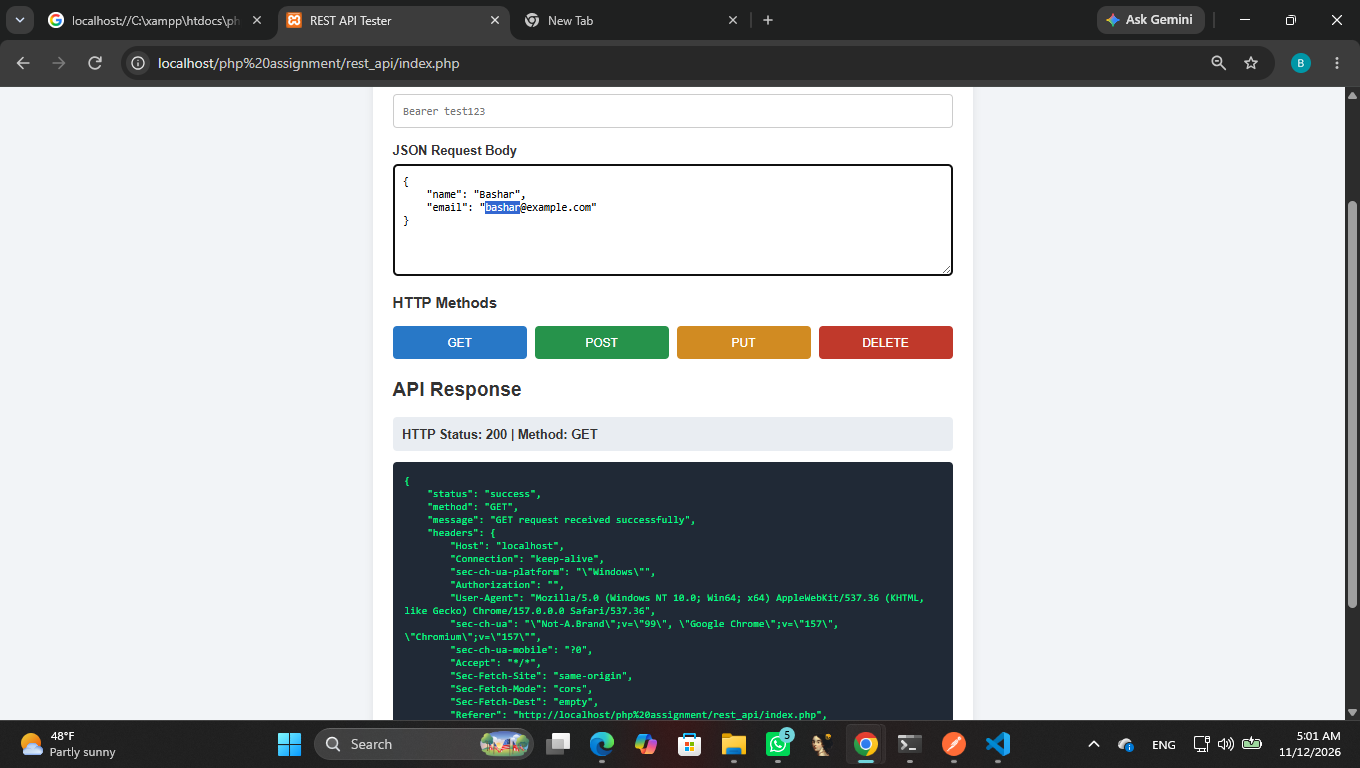 localhost://C:\xampp\htdocs\ph
REST API Tester
New Tab
Ask Gemini
localhost/php%20assignment/rest_api/index.php
B
Bearer test123
JSON Request Body
{
"name": "Bashar",
"email": "bashar@example.com"
}
HTTP Methods
GET
POST
PUT
DELETE
API Response
HTTP Status: 200 | Method: GET
{
"status": "success",
"method": "GET",
"message": "GET request received successfully",
"headers": {
"Host": "localhost",
"Connection": "keep-alive",
"sec-ch-ua-platform": "\"Windows\"",
"Authorization": "",
"User-Agent": "Mozilla/5.0 (Windows NT 10.0; Win64; x64) AppleWebKit/537.36 (KHTML,
like Gecko) Chrome/157.0.0.0 Safari/537.36",
"sec-ch-ua": "\"Not-A.Brand\";v=\"99\", \"Google Chrome\";v=\"157\",
\"Chromium\";v=\"157\"",
"sec-ch-ua-mobile": "?0",
"Accept": "*/*",
"Sec-Fetch-Site": "same-origin",
"Sec-Fetch-Mode": "cors",
"Sec-Fetch-Dest": "empty",
"Referer": "http://localhost/php%20assignment/rest_api/index.php",
48°F
Partly sunny
Search
5
ENG
5:01 AM
11/12/2026